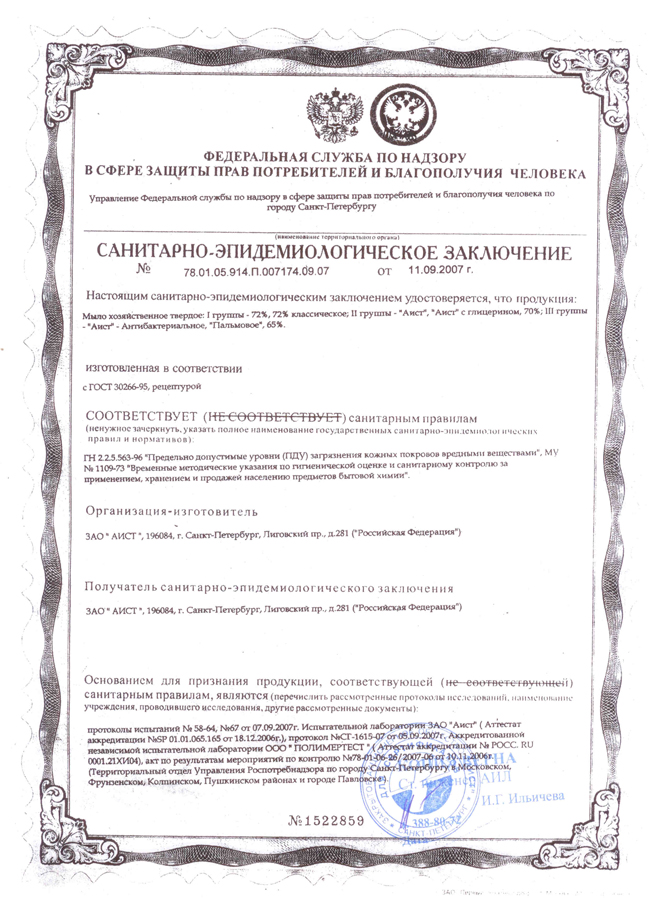 ФЕДЕРАЛЬНАЯ СЛУЖБА ПО НАДЗОРУ
В СФЕРЕ ЗАЩИТЫ ПРАВ ПОТРЕБИТЕЛЕЙ И БЛАГОПОЛУЧИЯ ЧЕЛОВЕКА
Управление Федеральной службы по надзору в сфере защиты прав потребителей и благополучия человека по
городу Санкт-Петербургу
(наименование территориального органа)
САНИТАРНО-ЭПИДЕМИОЛОГИЧЕСКОЕ ЗАКЛЮЧЕНИЕ
№ 78.01.05.914.П.007174.09.07 ОТ 11.09.2007 г.
Настоящим санитарно-эпидемиологическим заключением удостоверяется, что продукция:
Мыло хозяйственное твердое: I группы - 72%, 72% классическое; II группы - "Аист", "Аист" с глицерином, 70%; III группы
- "Аист" - Антибактериальное, "Пальмовое", 65%.
изготовленная в соответствии
с ГОСТ 30266-95, рецептурой
СООТВЕТСТВУЕТ (НЕ СООТВЕТСТВУЕТ) санитарным правилам
(ненужное зачеркнуть, указать полное наименование государственных санитарно-эпидемиологических
правил и нормативов):
ГН 2.2.5.563-96 "Предельно допустимые уровни (ПДУ) загрязнения кожных покровов вредными веществами", МУ
№ 1109-73 "Временные методические указания по гигиенической оценке и санитарному контролю за
применением, хранением и продажей населению предметов бытовой химии".
Организация-изготовитель
ЗАО " АИСТ ", 196084, г. Санкт-Петербург, Лиговский пр., д.281 ("Российская Федерация")
Получатель санитарно-эпидемиологического заключения
ЗАО " АИСТ ", 196084, г. Санкт-Петербург, Лиговский пр., д.281 ("Российская Федерация")
Основанием для признания продукции, соответствующей (не соответствующей)
санитарным правилам, являются (перечислить рассмотренные протоколы исследований, наименование
учреждения, проводившего исследования, другие рассмотренные документы):
протоколы испытаний № 58-64, №67 от 07.09.2007г. Испытательной лаборатории ЗАО "Аист" ( Аттестат
аккредитации №SP 01.01.065.165 от 18.12.2006г.), протокол №СТ-1615-07 от 05.09.2007г. Аккредитованной
независимой испытательной лаборатории ООО " ПОЛИМЕРТЕСТ " ( Аттестат аккредитации № РОСС. RU
0001.21ХИ04), акт по результам мероприятий по контролю №78-01-06-26/2007-06 от 10.11.2006г.
(Территориальный отдел Управления Роспотребнадзора по городу Санкт-Петербургу в Московском,
Фрунзенском, Колпинском, Пушкинском районах и городе Павловске)
Ст. инженер АИЛ
И.Г. Ильичева
388-80-72
САНКТ-ПЕТЕРБУРГ
Дата
№1522859